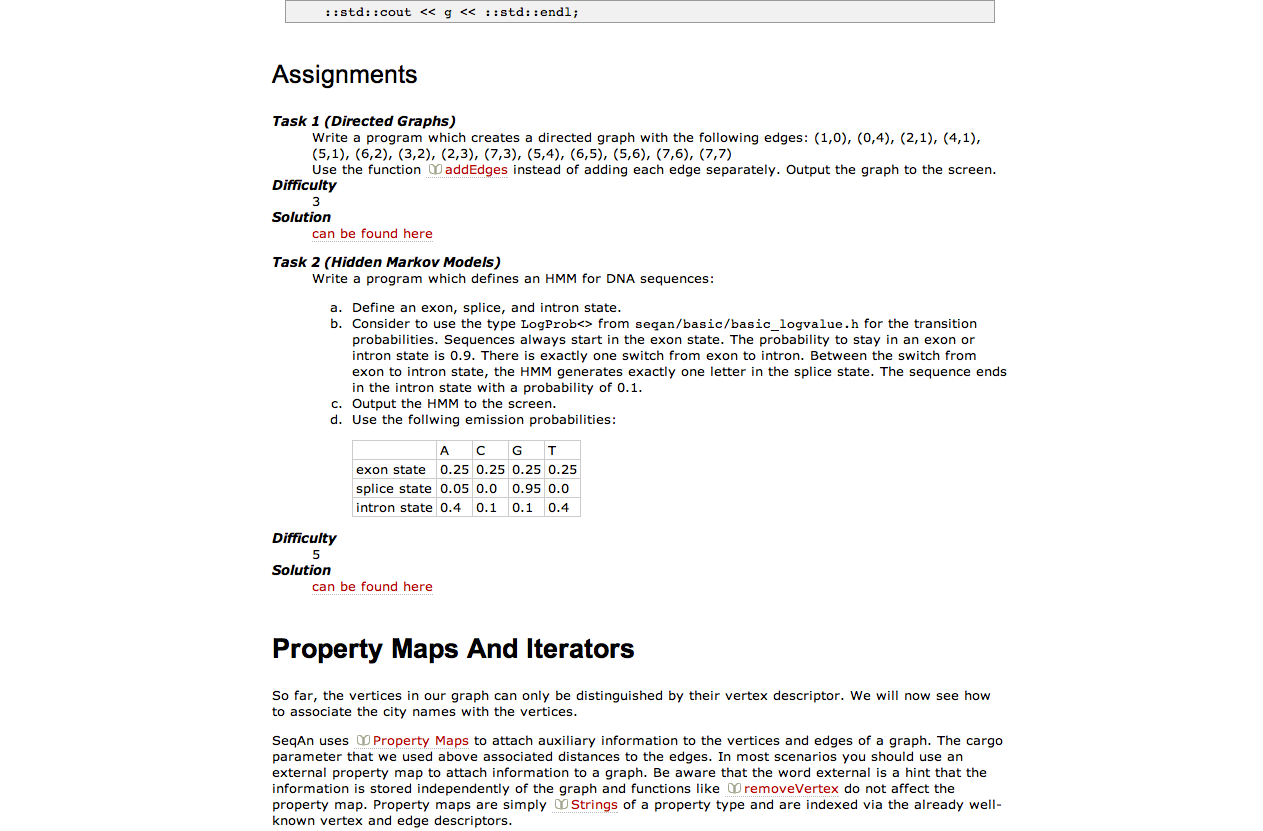 ::std::cout << g << ::std::endl;
Assignments
Task 1 (Directed Graphs)
Write a program which creates a directed graph with the following edges: (1,0), (0,4), (2,1), (4,1),
(5,1), (6,2), (3,2), (2,3), (7,3), (5,4), (6,5), (5,6), (7,6), (7,7)
Use the function addEdges instead of adding each edge separately. Output the graph to the screen.
Difficulty
3
Solution
can be found here
Task 2 (Hidden Markov Models)
Write a program which defines an HMM for DNA sequences:
a. Define an exon, splice, and intron state.
b. Consider to use the type LogProb<> from seqan/basic/basic_logvalue.h for the transition
probabilities. Sequences always start in the exon state. The probability to stay in an exon or
intron state is 0.9. There is exactly one switch from exon to intron. Between the switch from
exon to intron state, the HMM generates exactly one letter in the splice state. The sequence ends
in the intron state with a probability of 0.1.
c. Output the HMM to the screen.
d. Use the follwing emission probabilities:
A C G T
exon state 0.25 0.25 0.25 0.25
splice state 0.05 0.0 0.95 0.0
intron state 0.4 0.1 0.1 0.4
Difficulty
5
Solution
can be found here
Property Maps And Iterators
So far, the vertices in our graph can only be distinguished by their vertex descriptor. We will now see how
to associate the city names with the vertices.
SeqAn uses Property Maps to attach auxiliary information to the vertices and edges of a graph. The cargo
parameter that we used above associated distances to the edges. In most scenarios you should use an
external property map to attach information to a graph. Be aware that the word external is a hint that the
information is stored independently of the graph and functions like removeVertex do not affect the
property map. Property maps are simply Strings of a property type and are indexed via the already well-
known vertex and edge descriptors.